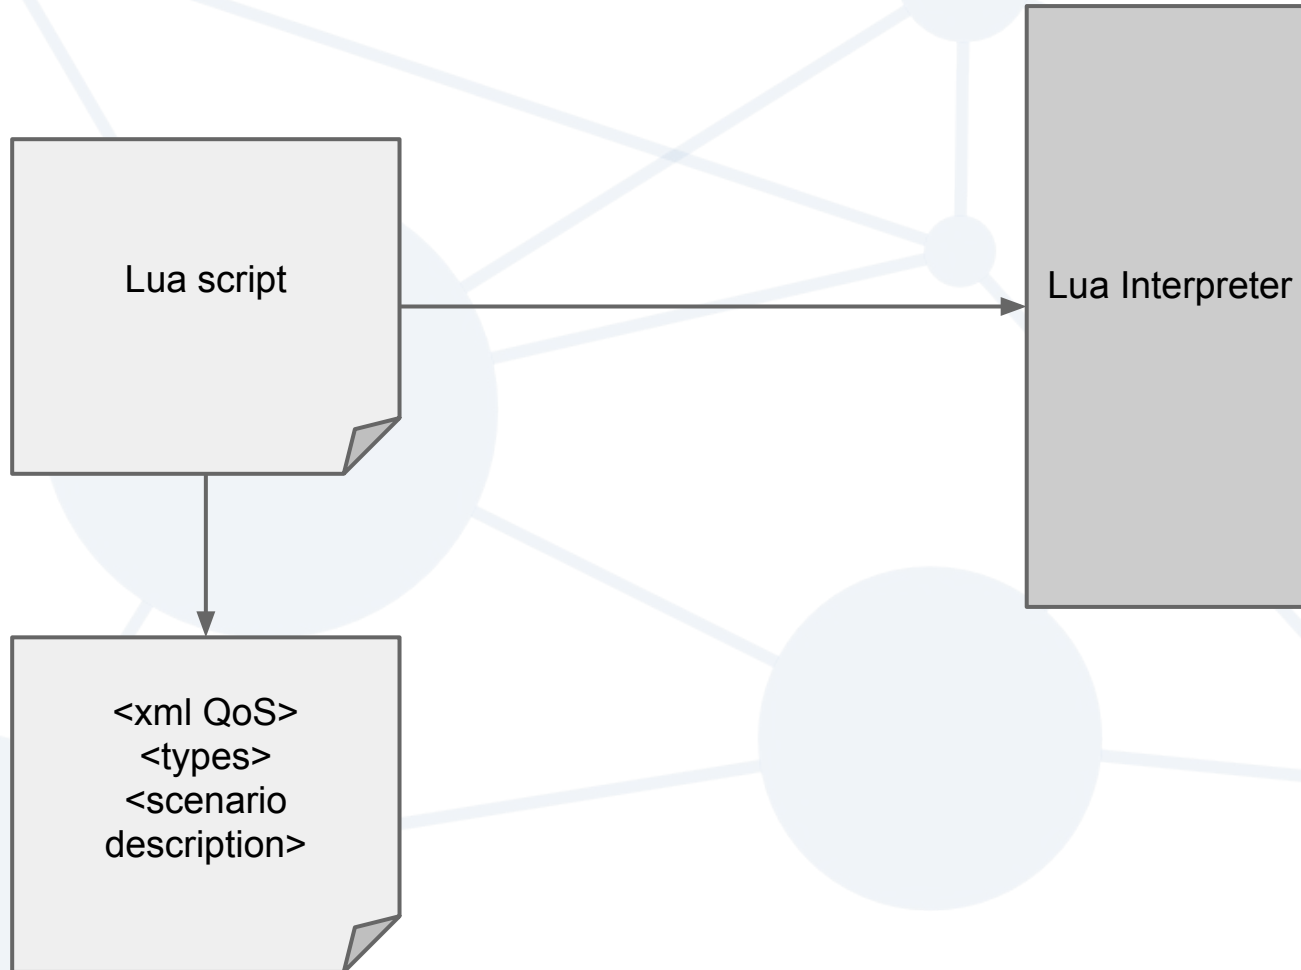 Lua script
Lua Interpreter
<xml QoS>
<types>
<scenario
description>